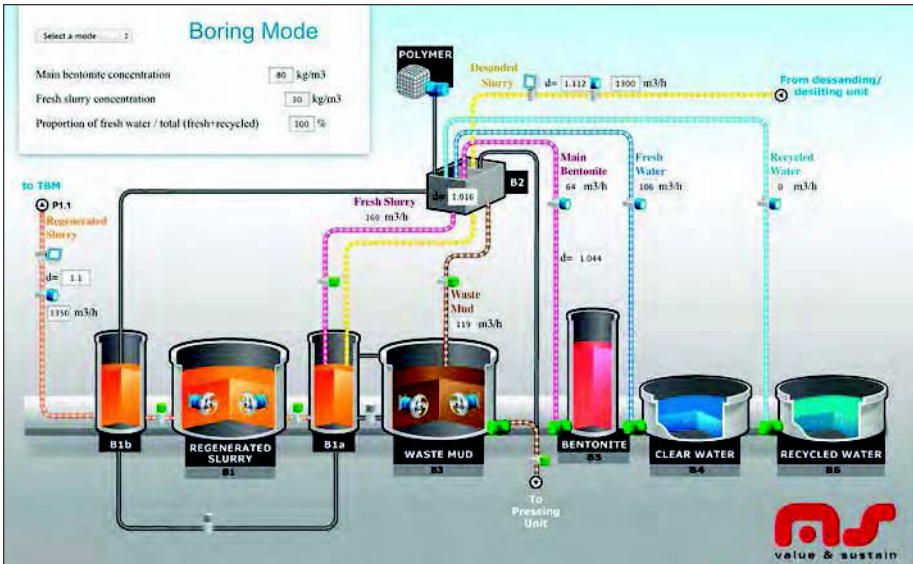 Select a mode
Boring Mode
Main bentonite concentration 80 kg/m3
Fresh slurry concentration 30 kg/m3
Proportion of fresh water / total (fresh+recycled) 100 %
POLYMER
Desanded
Slurry
d= 1.112 1300 m3/h
From dessanding/
desilting unit
to TBM
P1.1
Regenerated
Slurry
d= 1.1
1350 m3/h
Fresh Slurry
169 m3/h
d= 1.016
B2
Main
Bentonite
64 m3/h
d= 1.044
Fresh
Water
106 m3/h
Recycled
Water
0 m3/h
Waste
Mud
119 m3/h
B1b
REGENERATED
SLURRY
B1
B1a
WASTE MUD
B3
BENTONITE
B5
CLEAR WATER
B4
RECYCLED WATER
B6
To
Pressing
Unit
ms
value & sustain